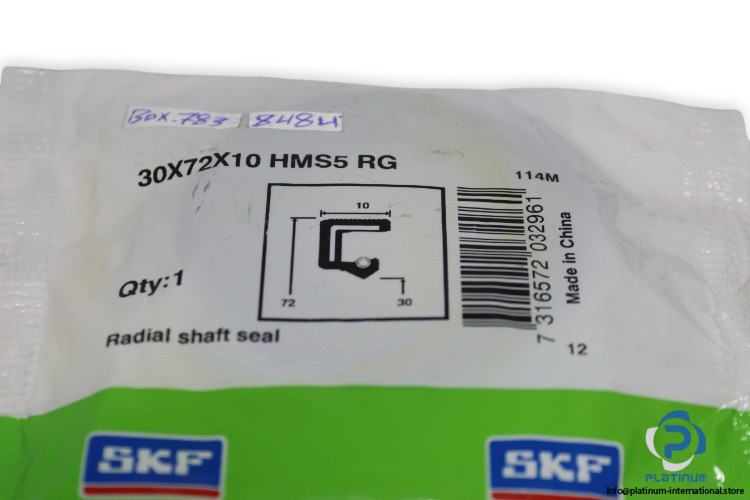 BOX.783 8484
30X72X10 HMS5 RG
114M
10
72
30
Qty:1
Radial shaft seal
7 316572 032961
Made in China
12
SKF
SKF
PLATINUM
info@platinum-international.store